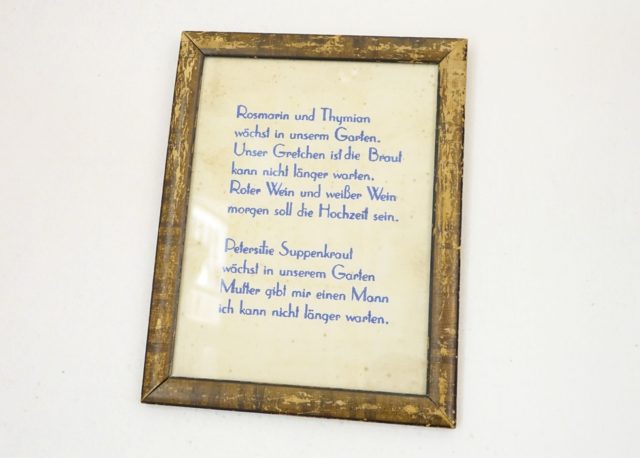 Rosmarin und Thymian
wächst in unserm Garten.
Unser Gretchen ist die Braut
kann nicht länger warten.
Roter Wein und weißer Wein
morgen soll die Hochzeit sein.
Petersilie Suppenkraut
wächst in unserem Garten
Mutter gibt mir einen Mann
ich kann nicht länger warten.